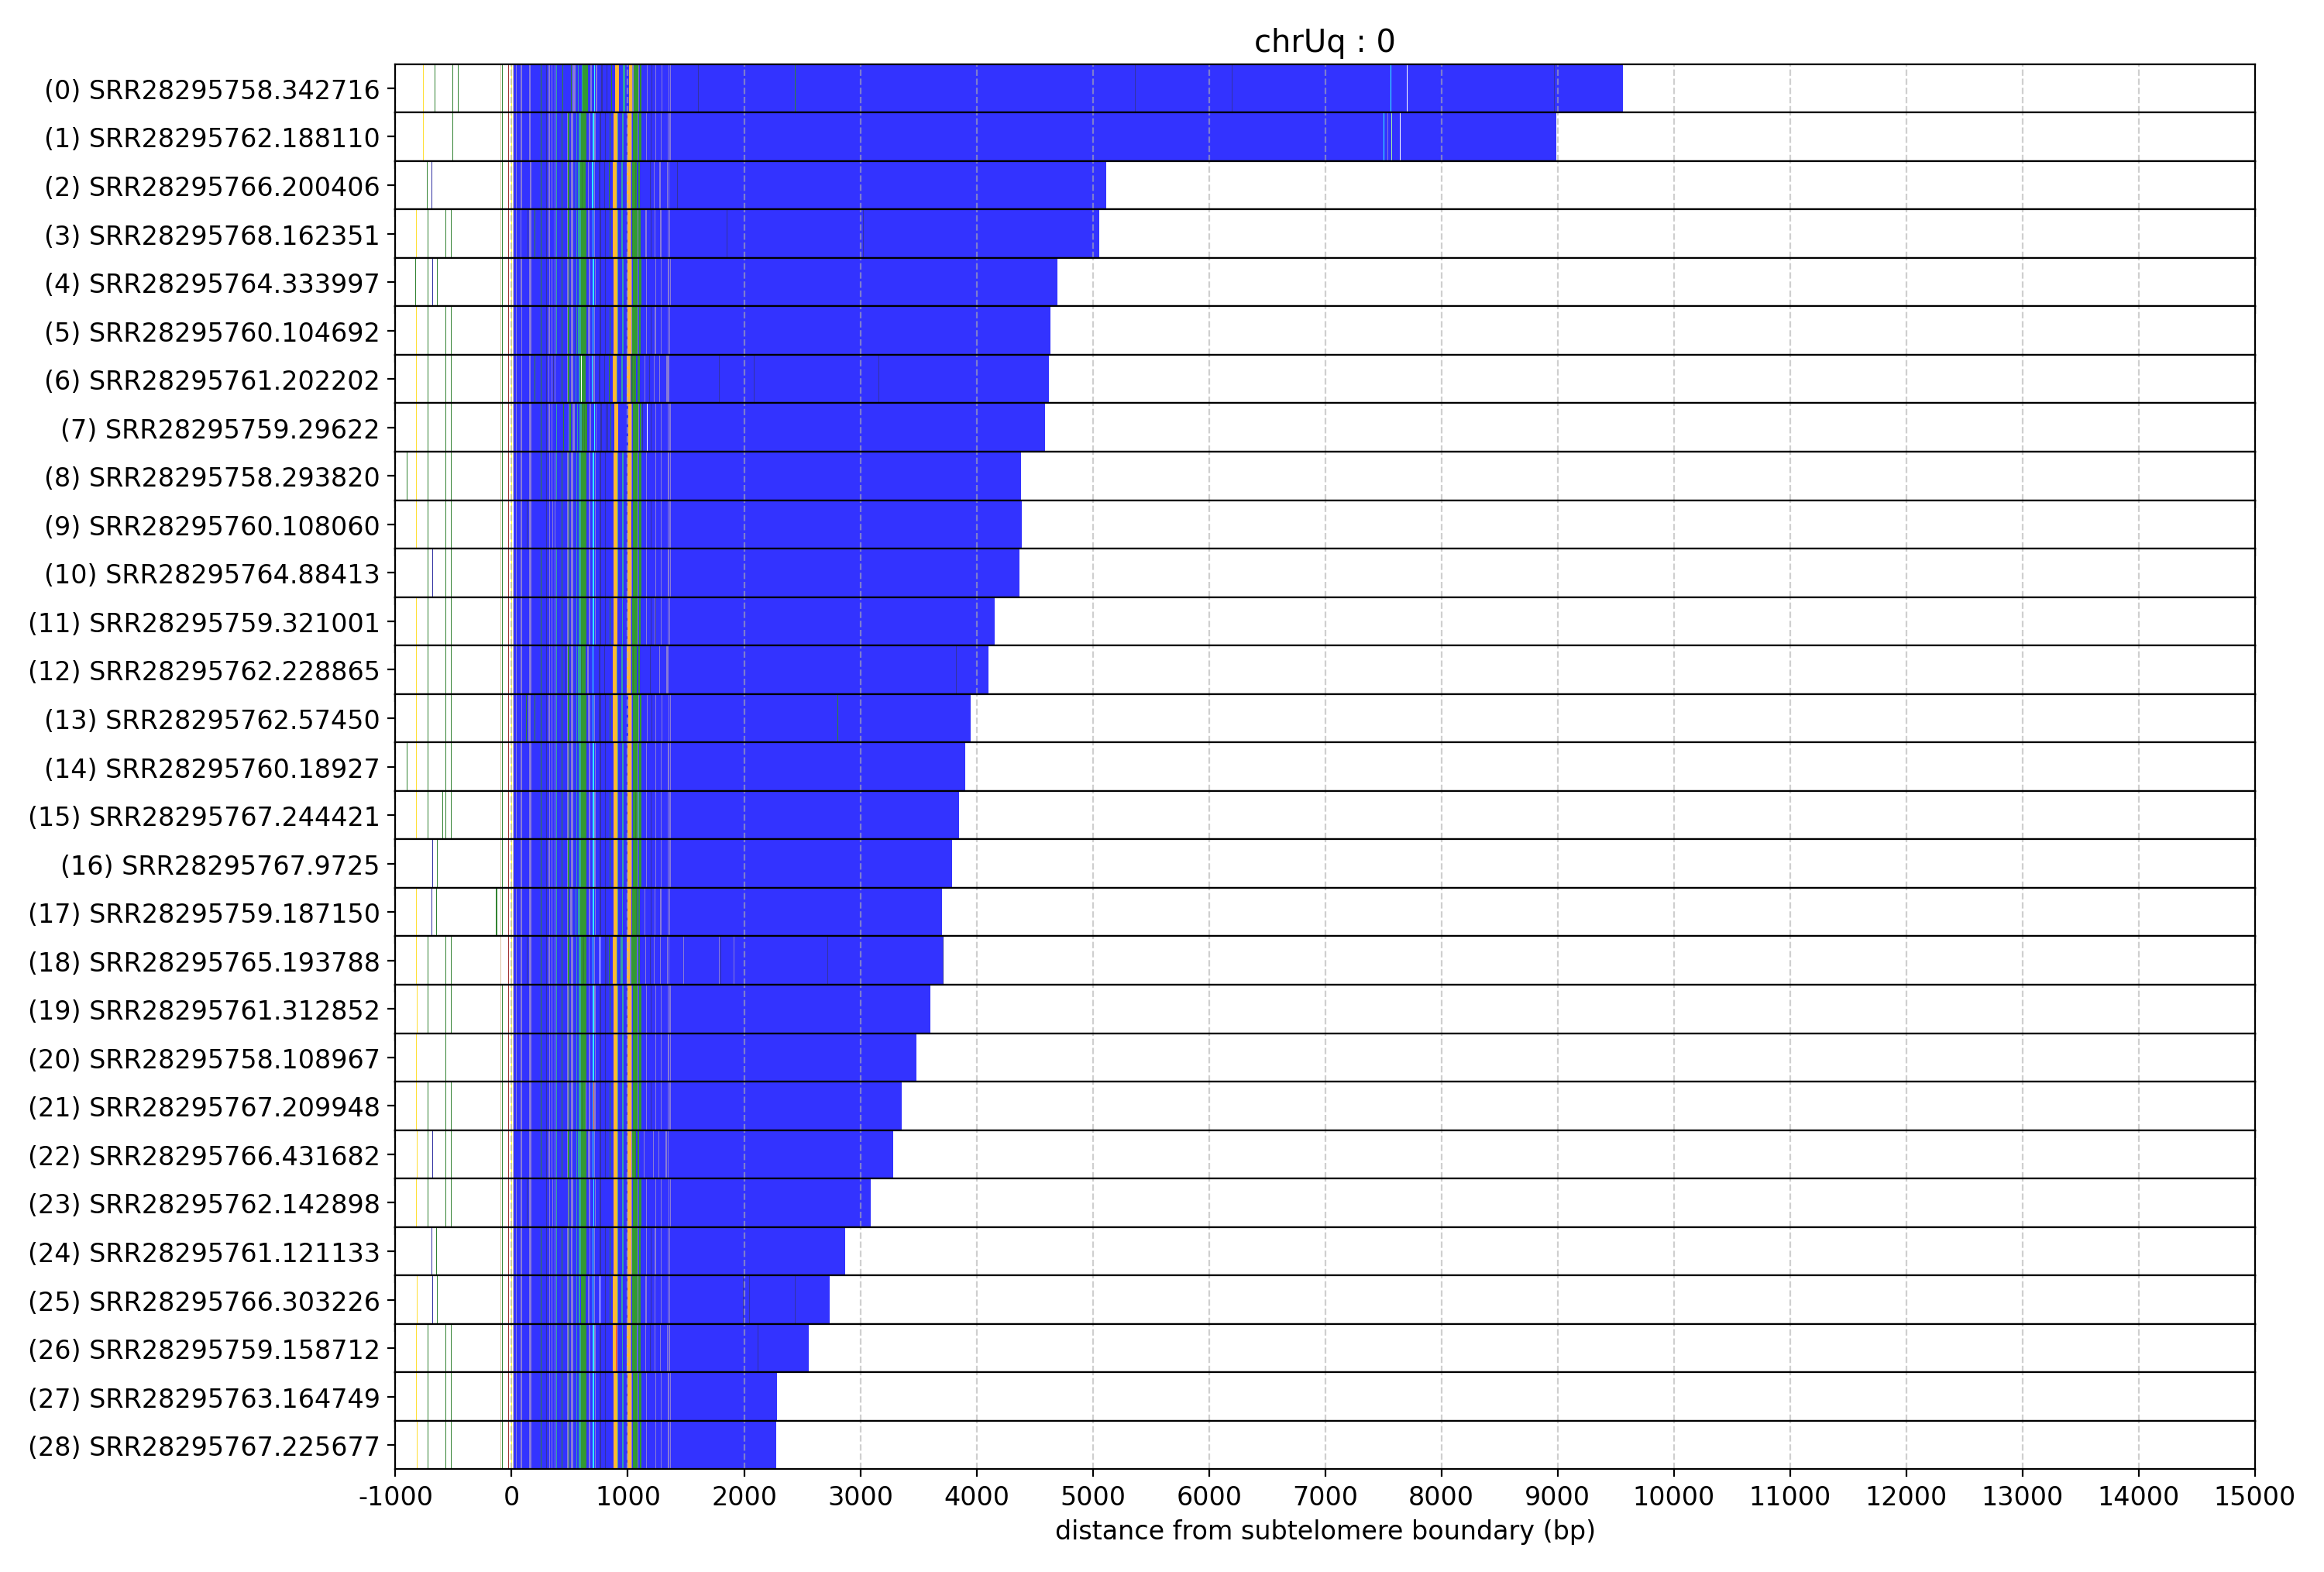 chrUq : 0
(0) SRR28295758.342716
(1) SRR28295762.188110
(2) SRR28295766.200406
(3) SRR28295768.162351
(4) SRR28295764.333997
(5) SRR28295760.104692
(6) SRR28295761.202202
(7) SRR28295759.29622
(8) SRR28295758.293820
(9) SRR28295760.108060
(10) SRR28295764.88413
(11) SRR28295759.321001
(12) SRR28295762.228865
(13) SRR28295762.57450
(14) SRR28295760.18927
(15) SRR28295767.244421
(16) SRR28295767.9725
(17) SRR28295759.187150
(18) SRR28295765.193788
(19) SRR28295761.312852
(20) SRR28295758.108967
(21) SRR28295767.209948
(22) SRR28295766.431682
(23) SRR28295762.142898
(24) SRR28295761.121133
(25) SRR28295766.303226
(26) SRR28295759.158712
(27) SRR28295763.164749
(28) SRR28295767.225677
-1000 0 1000 2000 3000 4000 5000 6000 7000 8000 9000 10000 11000 12000 13000 14000 15000
distance from subtelomere boundary (bp)